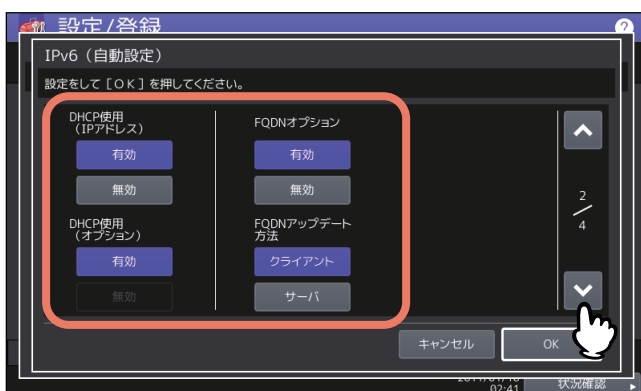 設定/登録
?
IPv6（自動設定）
設定をして［ＯＫ］を押してください。
DHCP使用
（IPアドレス）
有効
無効
FQDNオプション
有効
無効
DHCP使用
（オプション）
有効
無効
FQDNアップデート
方法
クライアント
サーバ
2
4
キャンセル
OK
02:41
状況確認